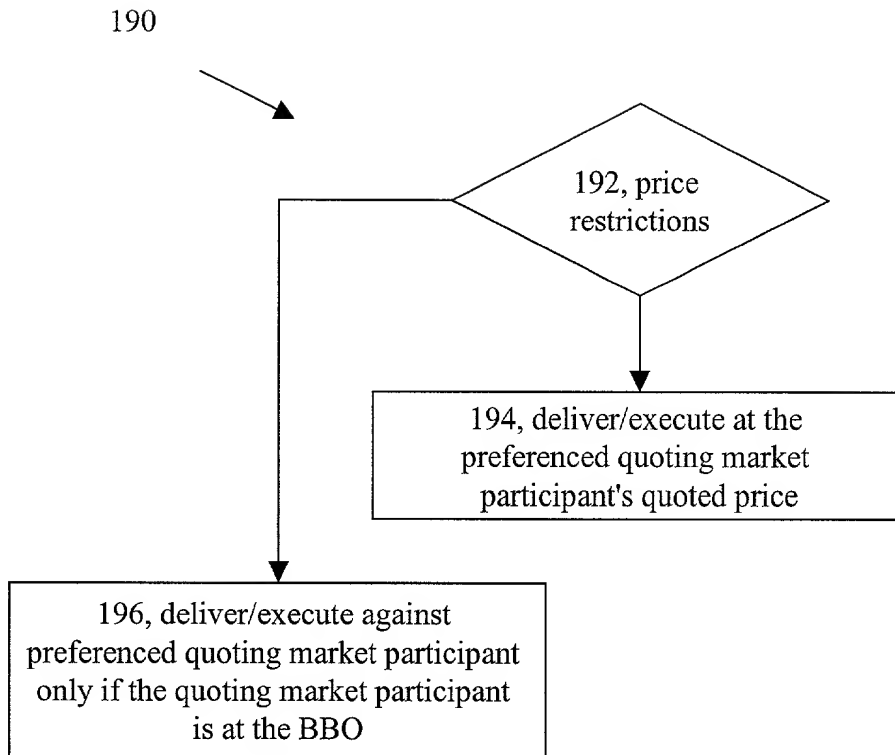 190
192, price
restrictions
194, deliver/execute at the
preferenced quoting market
participant's quoted price
196, deliver/execute against
preferenced quoting market participant
only if the quoting market participant
is at the BBO